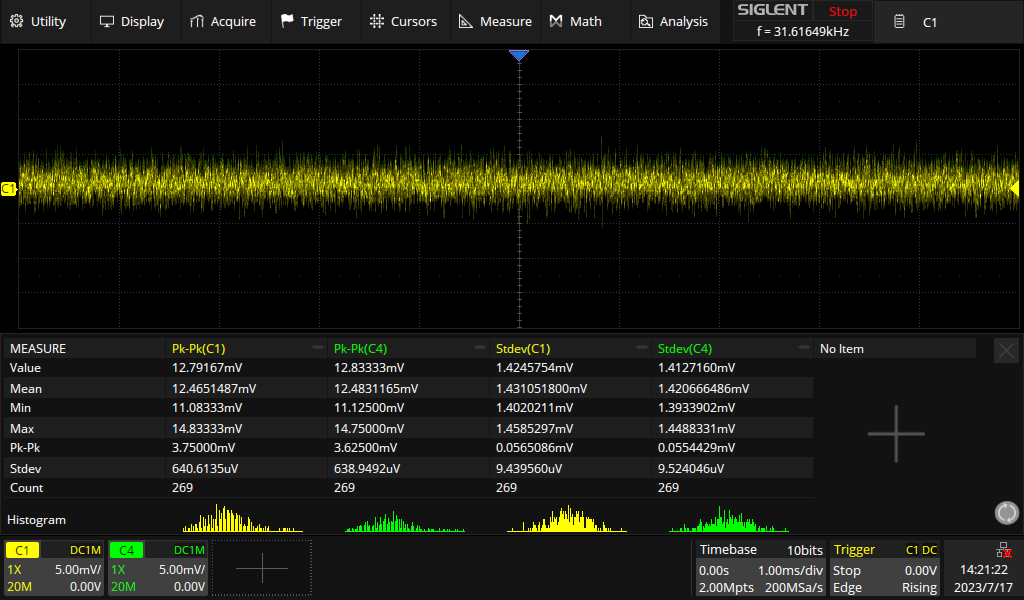 Utility Display Acquire Trigger Cursors Measure Math Analysis SIGLENT Stop C1
f = 31.61649kHz
C1
MEASURE Pk-Pk(C1) Pk-Pk(C4) Stdev(C1) Stdev(C4) No Item
Value 12.79167mV 12.83333mV 1.4245754mV 1.4127160mV
Mean 12.4651487mV 12.4831165mV 1.431051800mV 1.420666486mV
Min 11.08333mV 11.12500mV 1.4020211mV 1.3933902mV
Max 14.83333mV 14.75000mV 1.4585297mV 1.4488331mV
Pk-Pk 3.75000mV 3.62500mV 0.0565086mV 0.0554429mV
Stdev 640.6135uV 638.9492uV 9.439560uV 9.524046uV
Count 269 269 269 269
Histogram
C1 DC1M C4 DC1M Timebase 10bits Trigger C1 DC
1X 5.00mV/ 1X 5.00mV/ 0.00s 1.00ms/div Stop 0.00V 14:21:22
20M 0.00V 20M 0.00V 2.00Mpts 200MSa/s Edge Rising 2023/7/17